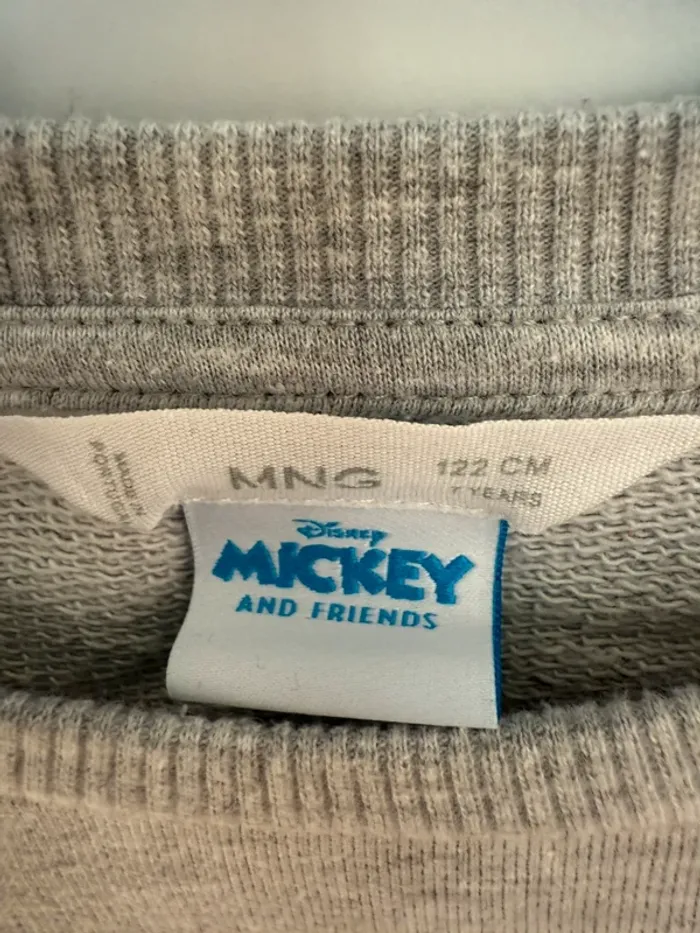 MNG
122 CM
7 YEARS
Disney
MICKEY
AND FRIENDS